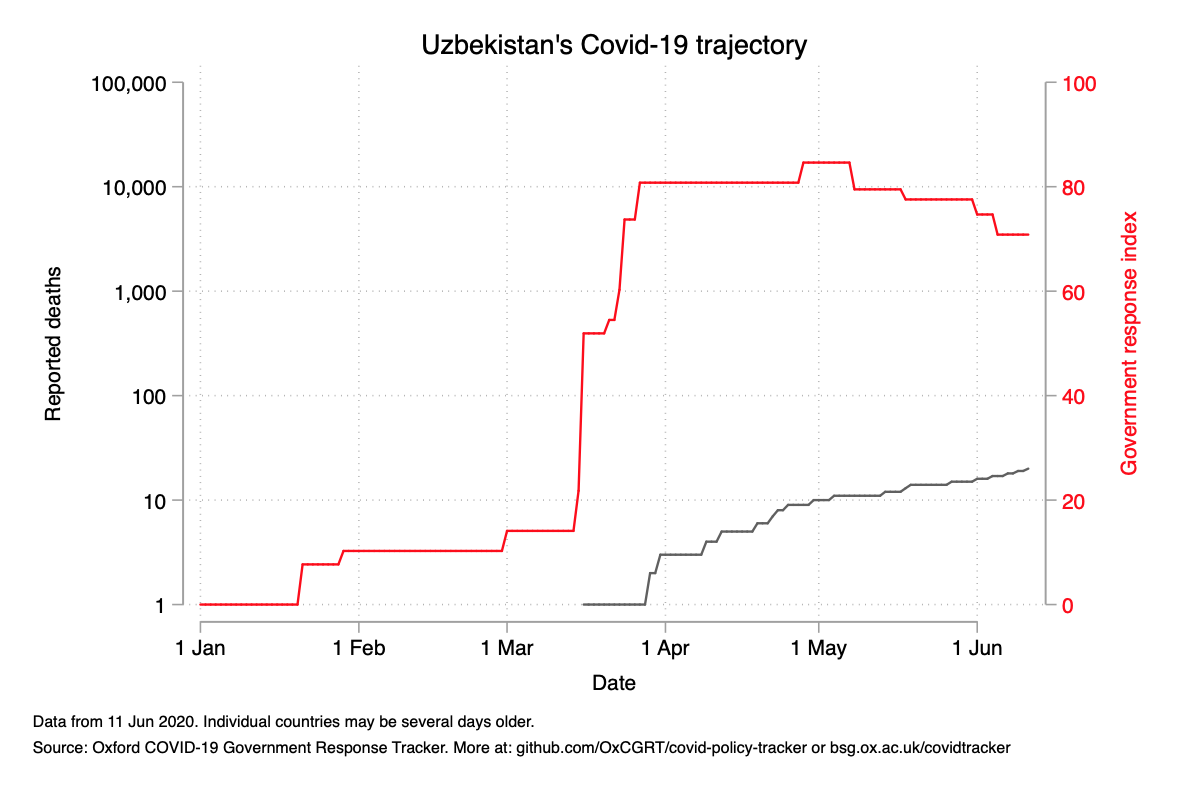 Uzbekistan's Covid-19 trajectory
100,000
10,000
1,000
100
10
1
Reported deaths
100
80
60
40
20
0
Government response index
1 Jan
1 Feb
1 Mar
1 Apr
1 May
1 Jun
Date
Data from 11 Jun 2020. Individual countries may be several days older.
Source: Oxford COVID-19 Government Response Tracker. More at: github.com/OxCGRT/covid-policy-tracker or bsg.ox.ac.uk/covidtracker